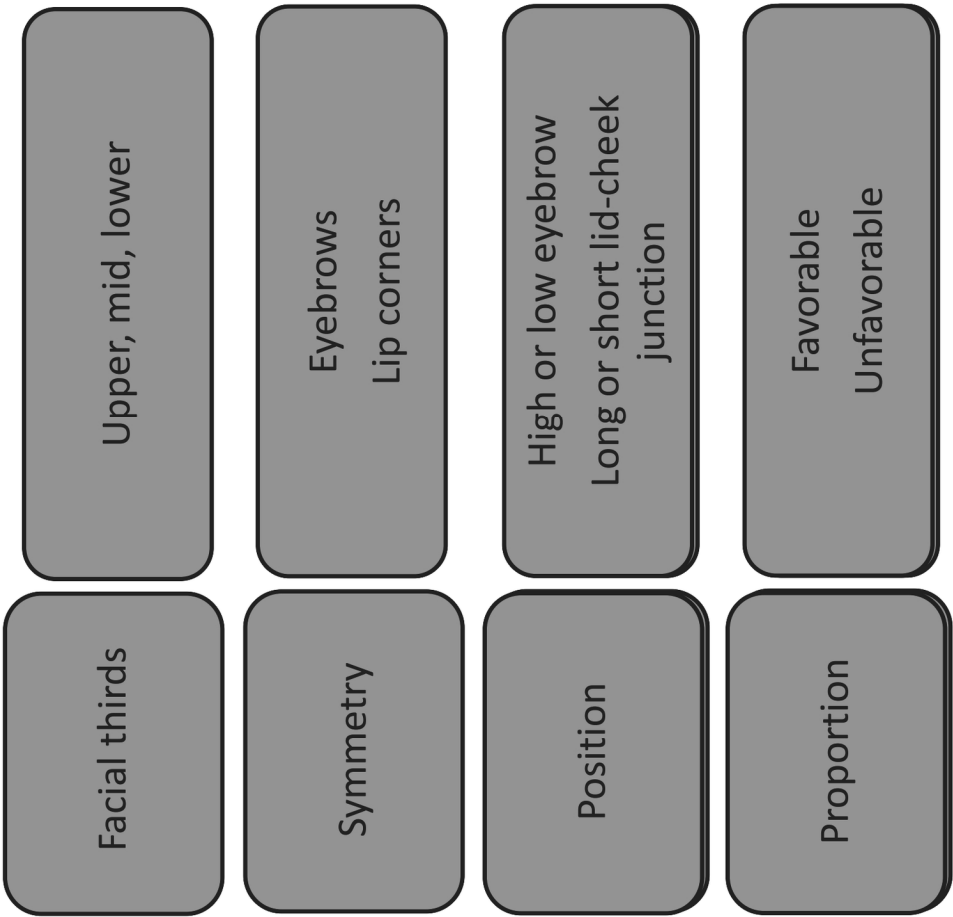 Facial thirds
Upper, mid, lower
Symmetry
Eyebrows
Lip corners
Position
High or low eyebrow
Long or short lid-cheek
junction
Proportion
Favorable
Unfavorable